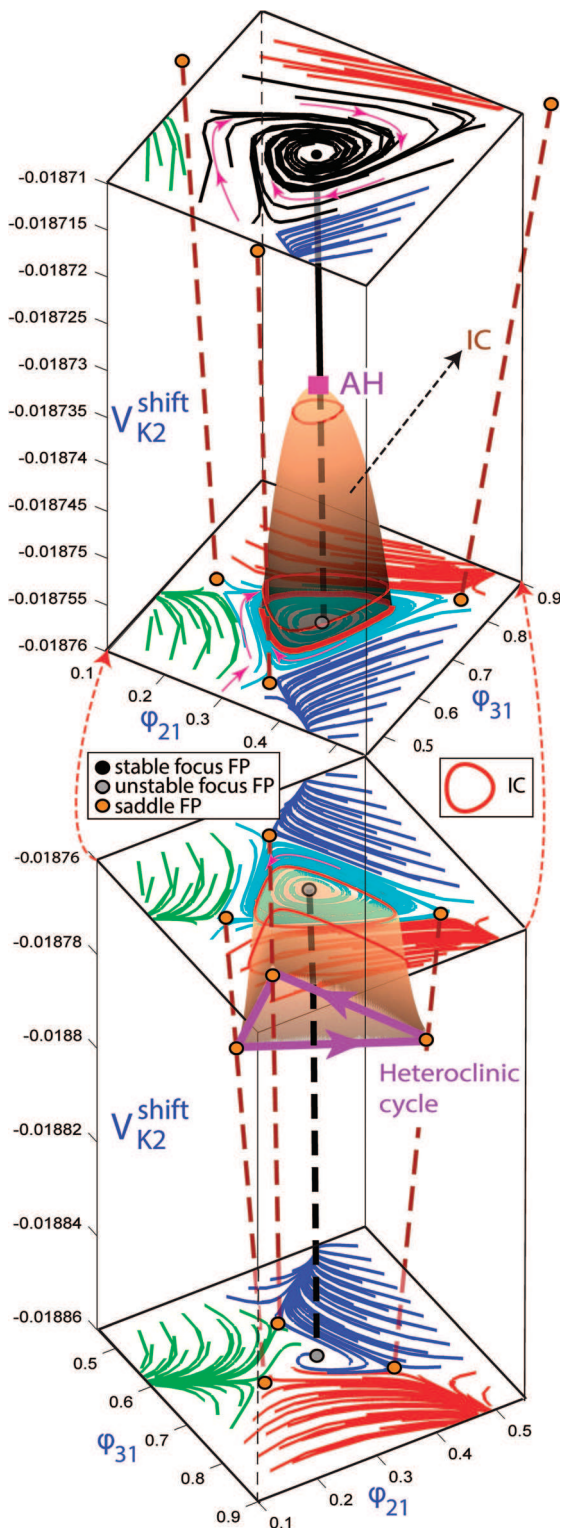 -0.01871
-0.018715
-0.01872
-0.018725
-0.01873
-0.018735
-0.01874
-0.018745
-0.01875
-0.018755
-0.01876
V shift K2
IC
AH
0.1
0.2
0.3
0.4
φ21
0.5
0.6
0.7
0.8
0.9
φ31
stable focus FP
unstable focus FP
saddle FP
IC
-0.01876
-0.01878
-0.0188
-0.01882
-0.01884
-0.01886
V shift K2
Heteroclinic
cycle
0.5
0.6
0.7
0.8
0.9
φ31
0.1
0.2
0.3
0.4
0.5
φ21